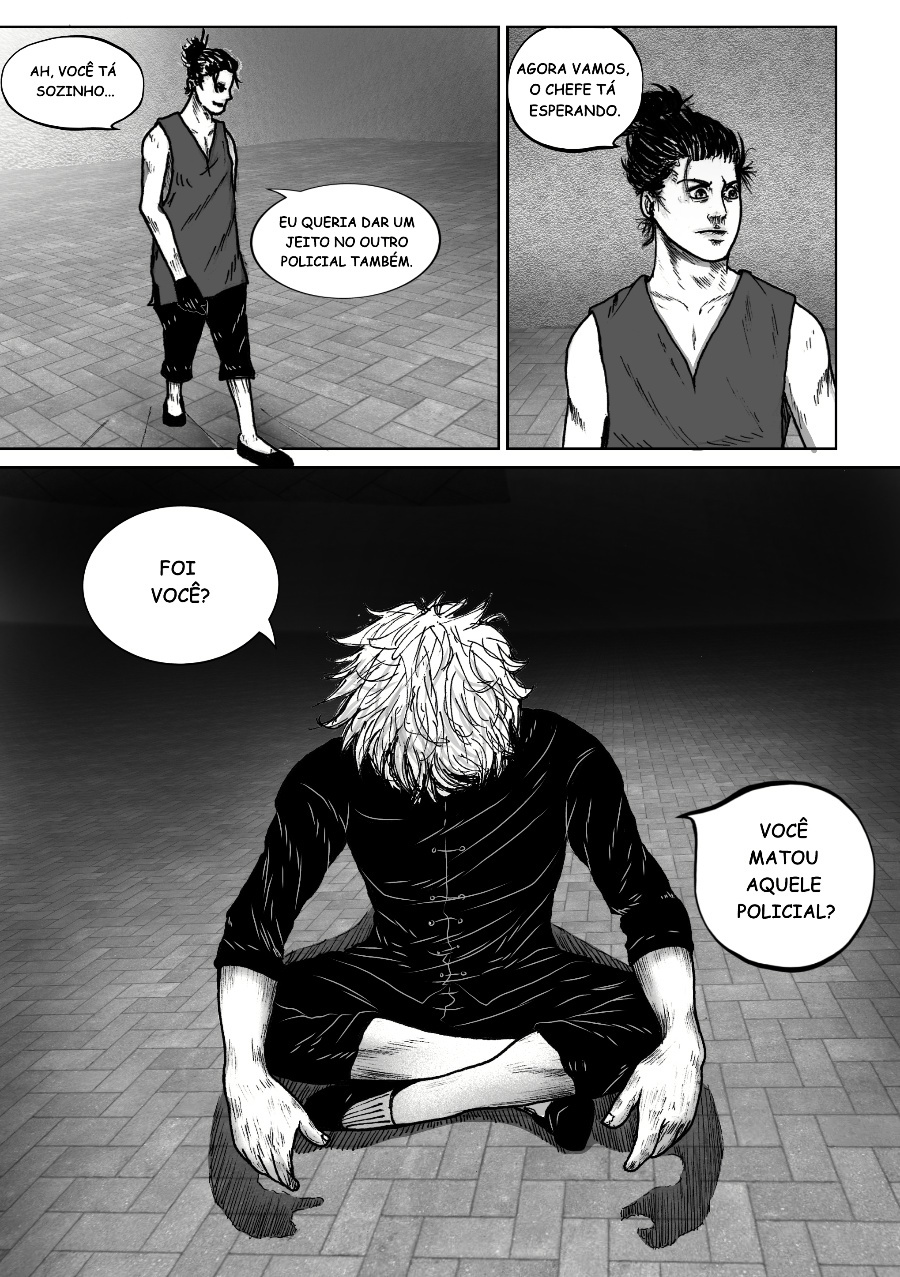 AH, VOCÊ TÁ
SOZINHO...
EU QUERIA DAR UM
JEITO NO OUTRO
POLICIAL TAMBÉM.
AGORA VAMOS,
O CHEFE TÁ
ESPERANDO.
FOI
VOCÊ?
VOCÊ
MATOU
AQUELE
POLICIAL?